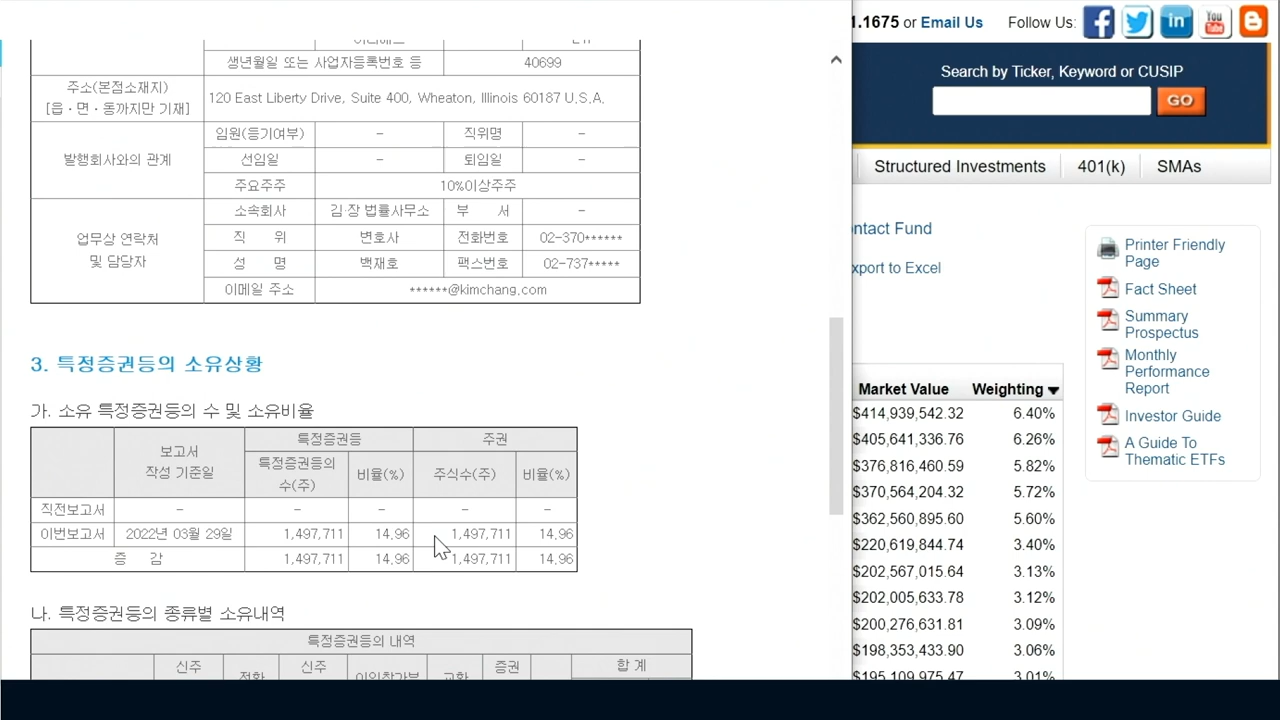 생년월일 또는 사업자등록번호 등 40699
주소(본점소재지)
[읍・면・동까지만 기재]
120 East Liberty Drive, Suite 400, Wheaton, Illinois 60187 U.S.A.
발행회사와의 관계
임원(등기여부) - 직위명 -
선임일 - 퇴임일 -
주요주주 10%이상주주
업무상 연락처
및 담당자
소속회사 김·장 법률사무소 부 서 -
직 위 변호사 전화번호 02-370******
성 명 백재호 팩스번호 02-737*****
이메일 주소 ******@kimchang.com
3. 특정증권등의 소유상황
가. 소유 특정증권등의 수 및 소유비율
보고서
작성 기준일
특정증권등 주권
특정증권등의
수(주)
비율(%) 주식수(주) 비율(%)
직전보고서 - - - - -
이번보고서 2022년 03월 29일 1,497,711 14.96 1,497,711 14.96
증 감 1,497,711 14.96 1,497,711 14.96
나. 특정증권등의 종류별 소유내역
특정증권등의 내역
신주 신주 증권 합 계
1.1675 or Email Us Follow Us:
You
Tube
Search by Ticker, Keyword or CUSIP
GO
Structured Investments 401(k) SMAs
ntact Fund
xport to Excel
Printer Friendly
Page
Fact Sheet
Summary
Prospectus
Monthly
Performance
Report
Investor Guide
A Guide To
Thematic ETFs
Market Value Weighting
$414,939,542.32 6.40%
$405,641,336.76 6.26%
$376,816,460.59 5.82%
$370,564,204.32 5.72%
$362,560,895.60 5.60%
$220,619,844.74 3.40%
$202,567,015.64 3.13%
$202,005,633.78 3.12%
$200,276,631.81 3.09%
$198,353,433.90 3.06%
$195,109,975.47 3.01%